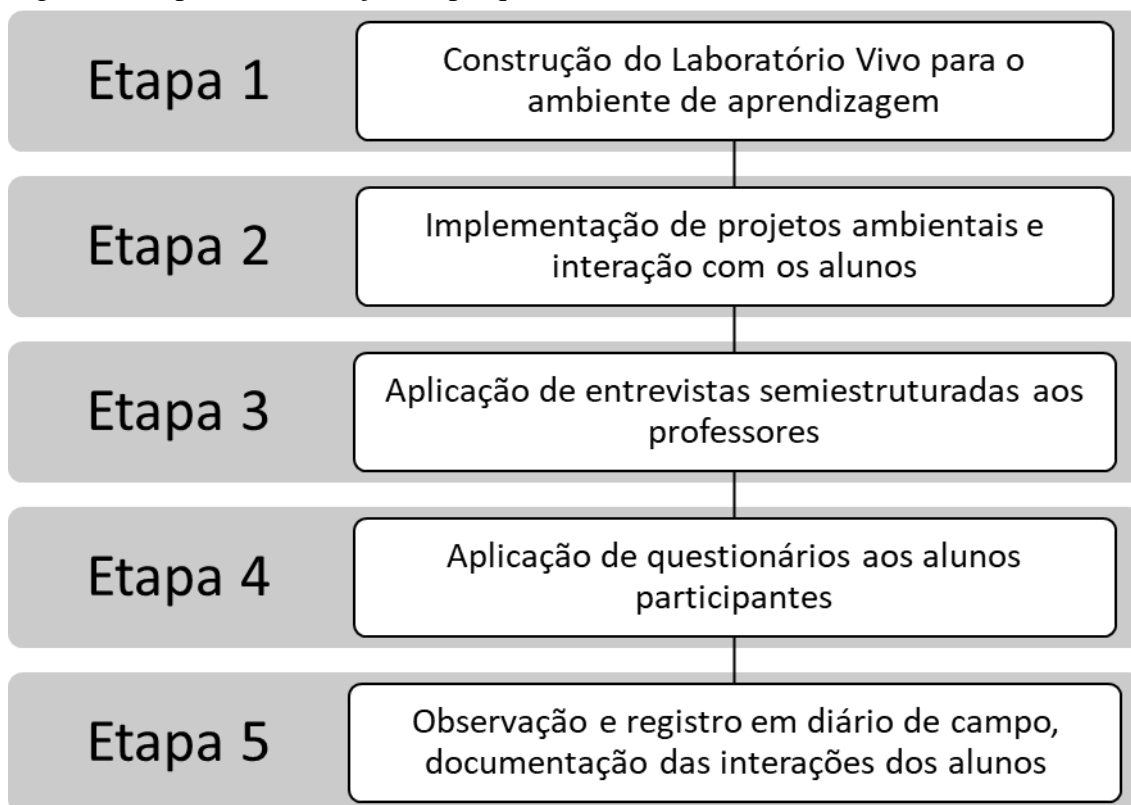 Etapa 1
Construção do Laboratório Vivo para o
ambiente de aprendizagem
Etapa 2
Implementação de projetos ambientais e
interação com os alunos
Etapa 3
Aplicação de entrevistas semiestruturadas aos
professores
Etapa 4
Aplicação de questionários aos alunos
participantes
Etapa 5
Observação e registro em diário de campo,
documentação das interações dos alunos